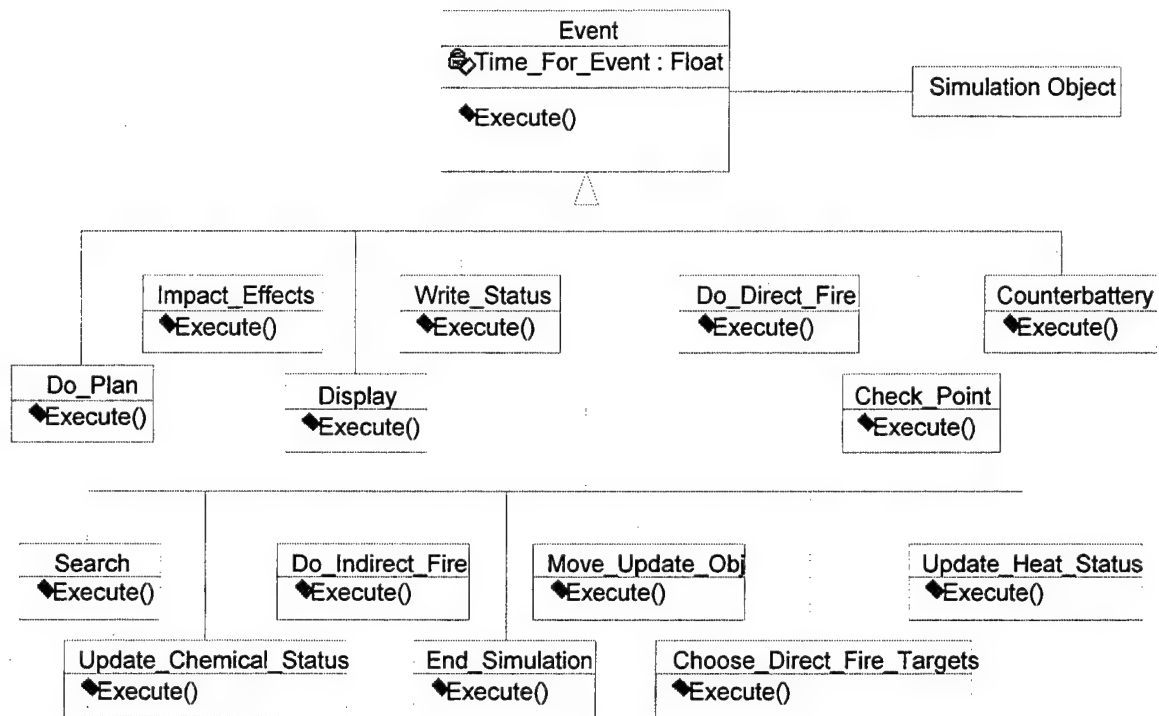 Event
Time_For_Event : Float
Execute()
Simulation Object
Impact_Effects
Execute()
Write_Status
Execute()
Do_Direct_Fire
Execute()
Counterbattery
Execute()
Do_Plan
Execute()
Display
Execute()
Check_Point
Execute()
Search
Execute()
Do_Indirect_Fire
Execute()
Move_Update_Obj
Execute()
Update_Heat_Status
Execute()
Update_Chemical_Status
Execute()
End_Simulation
Execute()
Choose_Direct_Fire_Targets
Execute()